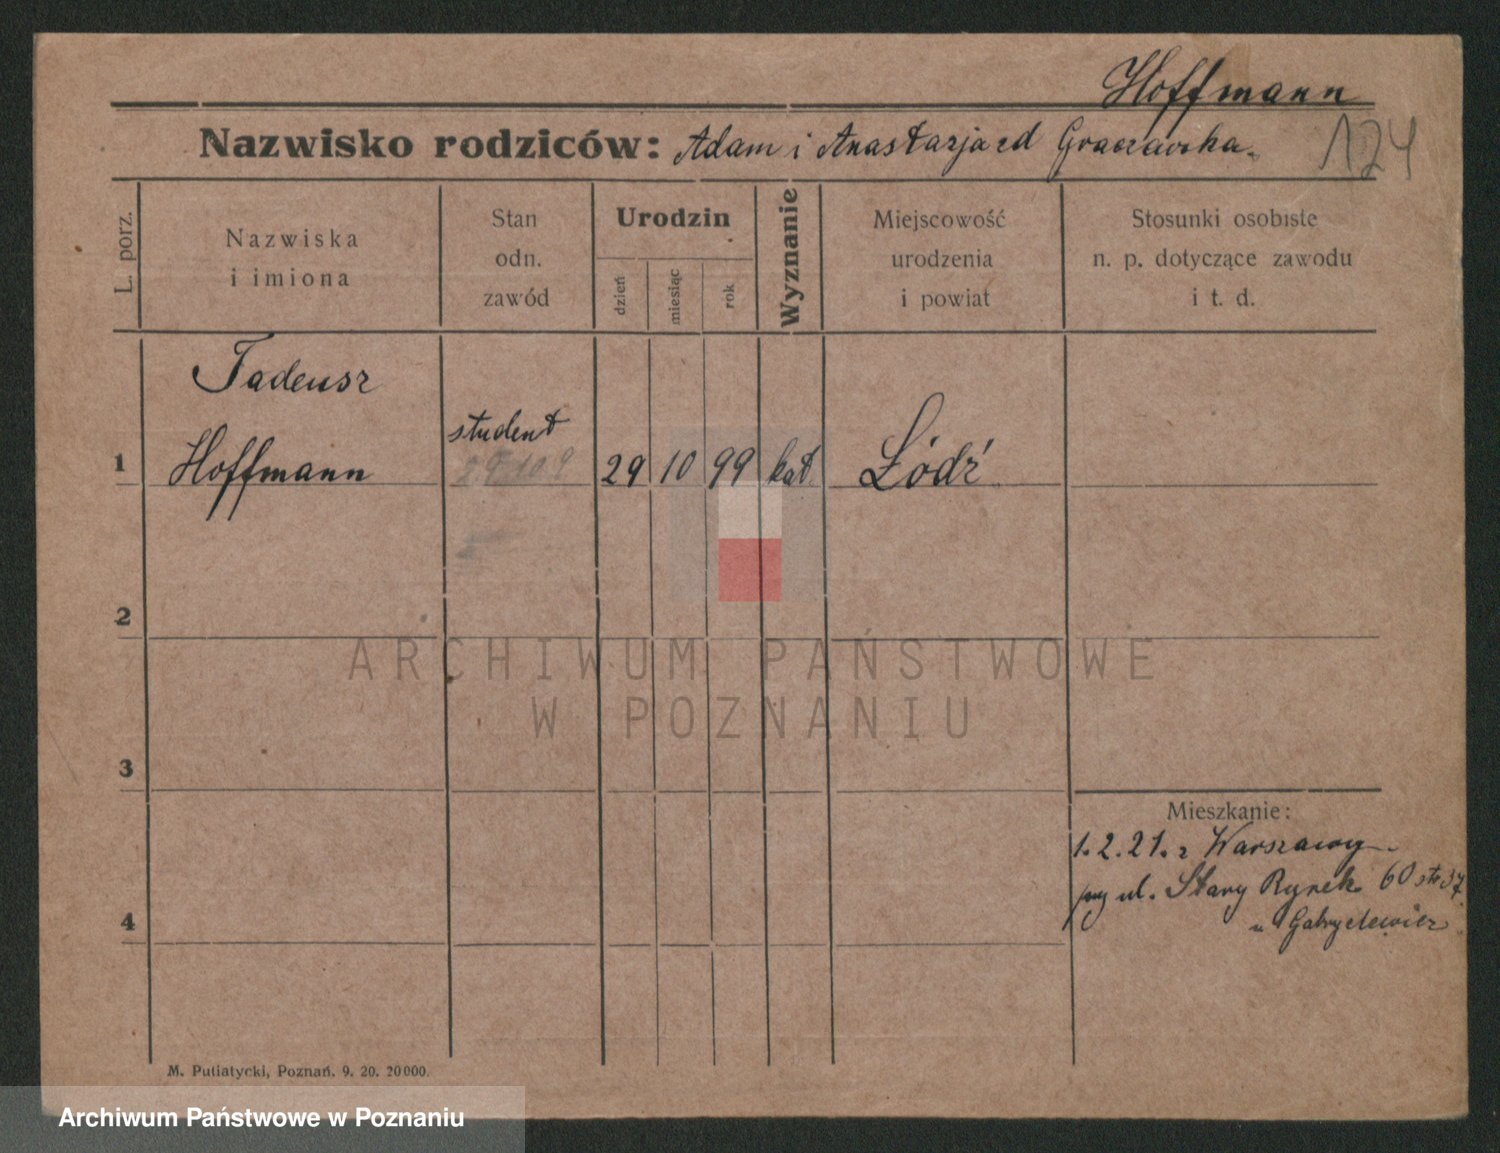 Hoffmann
Nazwisko rodziców: Adam i Anastazja zd Graczawska.
124
L. porz.
Nazwiska
i imiona
Stan
odn.
zawód
Urodzin
dzień
miesiąc
rok
Wyznanie
Miejscowość
urodzenia
i powiat
Stosunki osobiste
n. p. dotyczące zawodu
i t. d.
Tadeusz
1 Hoffmann student 29 10 99 kat. Łódź
2
3
4
Mieszkanie:
1.2.21. z Warszawy
przy ul. Stary Rynek 60
u Gabryelewicz
M. Putiatycki, Poznań. 9. 20. 20000.
ARCHIWUM PAŃSTWOWE
W POZNANIU
Archiwum Państwowe w Poznaniu